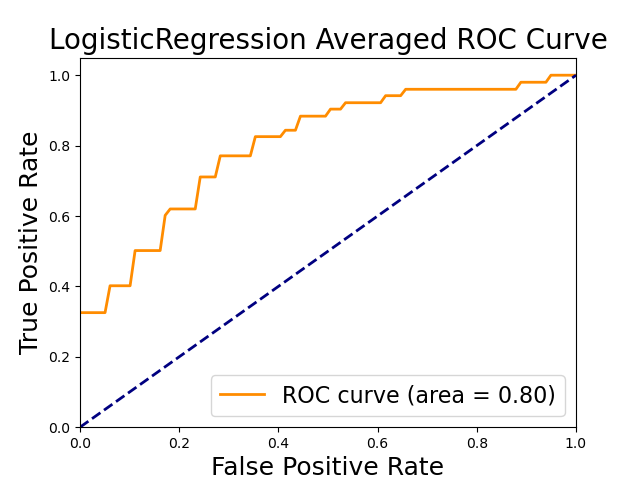 LogisticRegression Averaged ROC Curve
True Positive Rate
1.0
0.8
0.6
0.4
0.2
0.0
ROC curve (area = 0.80)
0.0 0.2 0.4 0.6 0.8 1.0
False Positive Rate